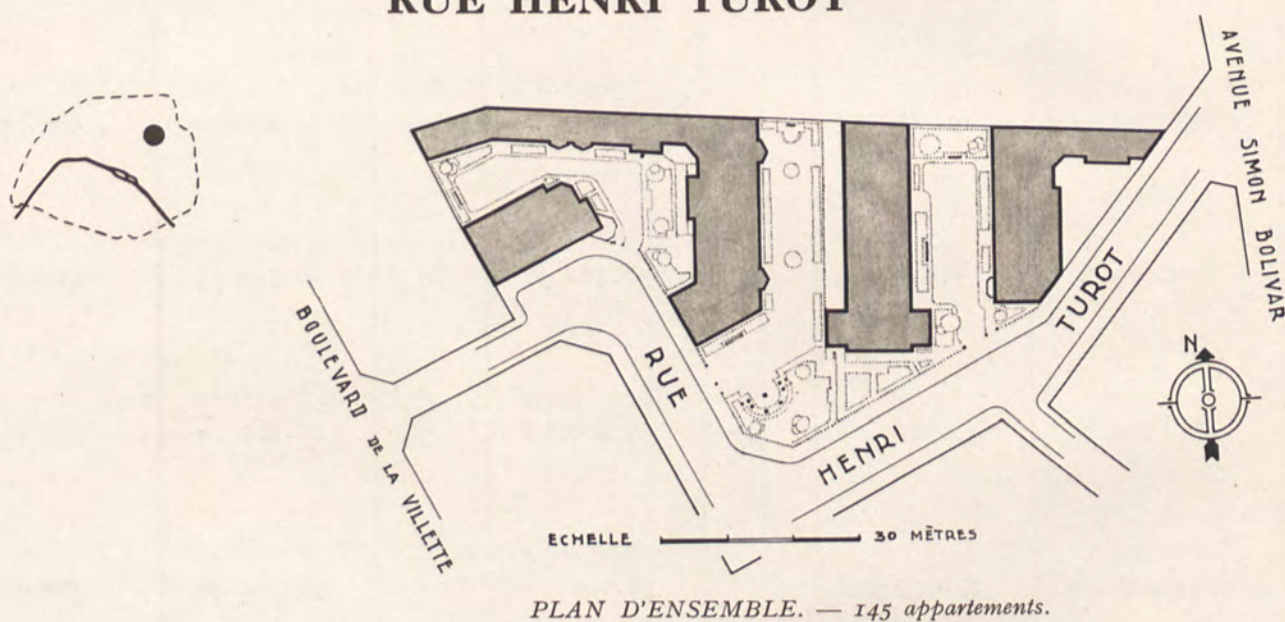 RUE HENRI TUROT
AVENUE SIMON BOLIVAR
BOULEVARD DE LA VILLETTE
RUE HENRI TUROT
N
ECHELLE 30 MÈTRES
PLAN D'ENSEMBLE. — 145 appartements.